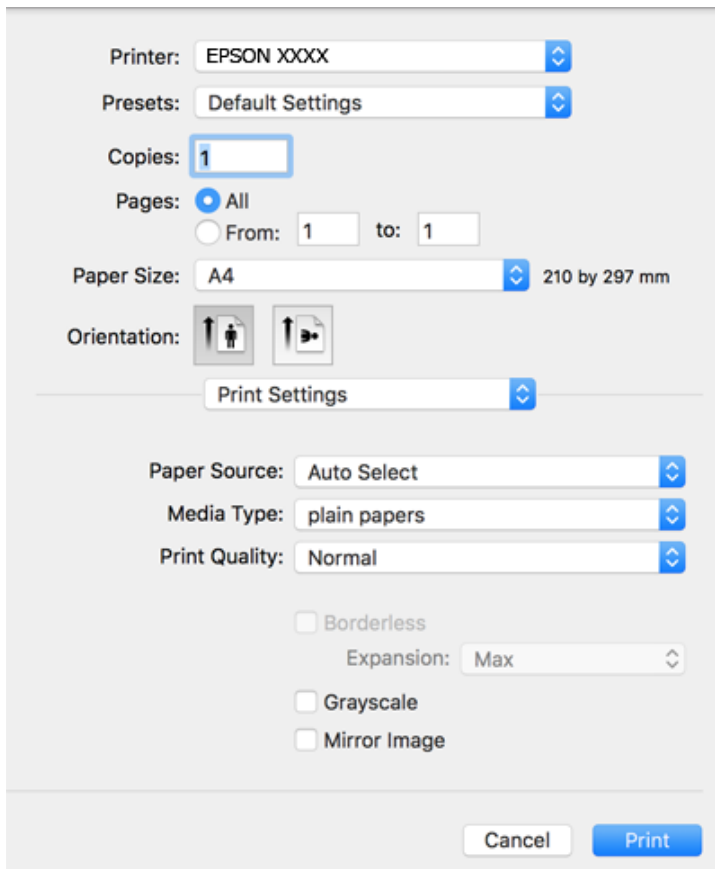 Printer: EPSON XXXX
Presets: Default Settings
Copies: 1
Pages: All
From: 1 to: 1
Paper Size: A4 210 by 297 mm
Orientation:
Print Settings
Paper Source: Auto Select
Media Type: plain papers
Print Quality: Normal
Borderless
Expansion: Max
Grayscale
Mirror Image
Cancel Print